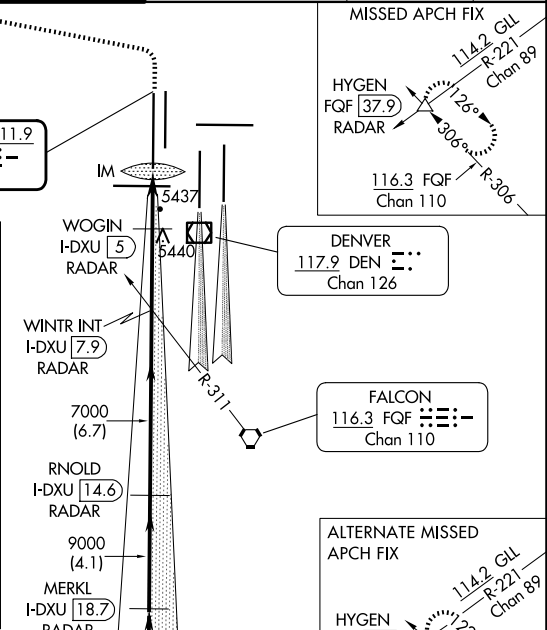 MISSED APCH FIX
114.2 GLL
R-221
Chan 89
HYGEN
FQF 37.9
RADAR
126°
306°
116.3 FQF
Chan 110
R-306
11.9
IM
5437
WOGIN
I-DXU 5
RADAR
5440
DENVER
117.9 DEN
Chan 126
WINTR INT
I-DXU 7.9
RADAR
R-311
7000
(6.7)
FALCON
116.3 FQF
Chan 110
RNOLD
I-DXU 14.6
RADAR
9000
(4.1)
MERKL
I-DXU 18.7
RADAR
ALTERNATE MISSED
APCH FIX
114.2 GLL
R-221
Chan 89
HYGEN